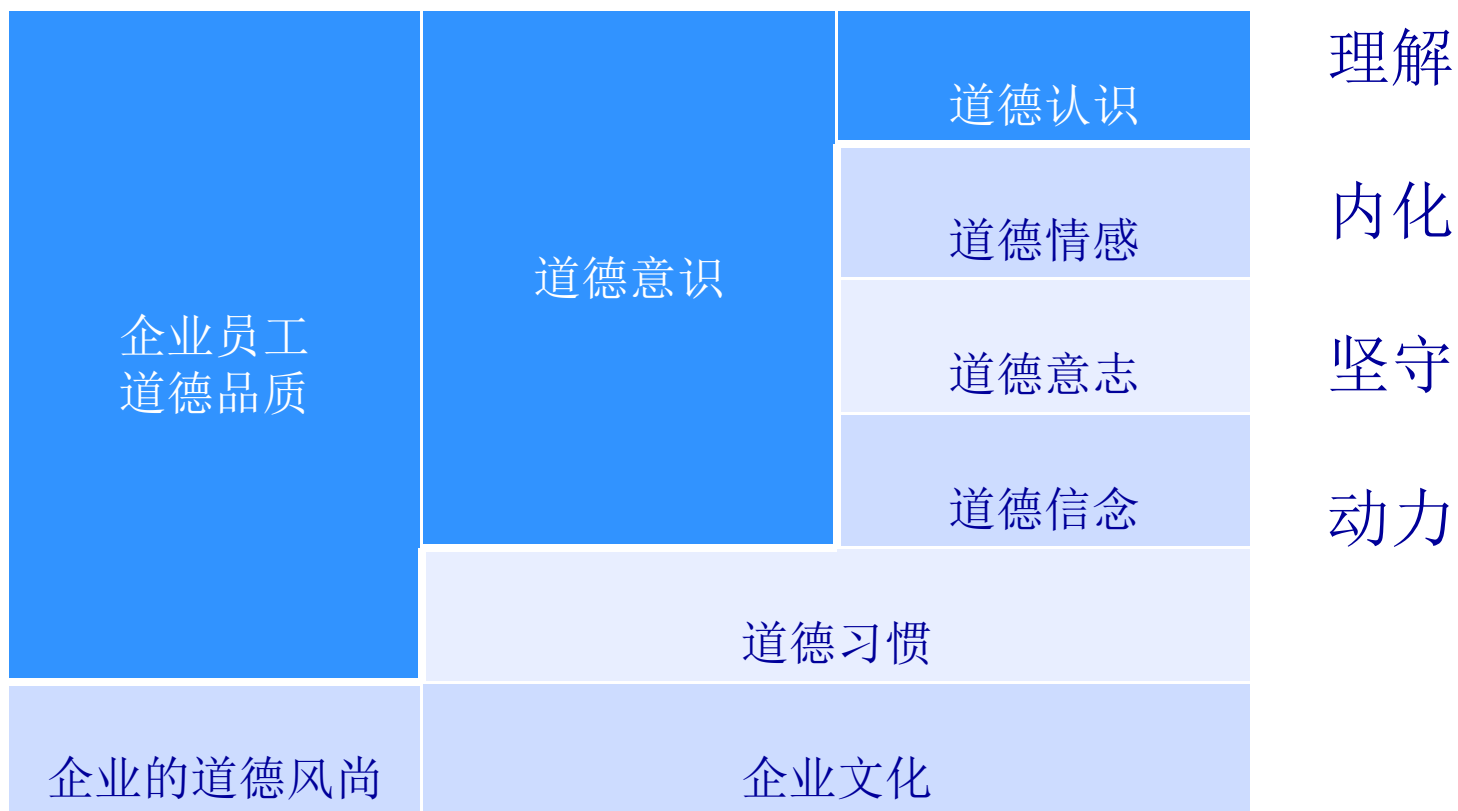 企业员工
道德品质
道德意识
道德认识
理解
道德情感
内化
道德意志
坚守
道德信念
动力
道德习惯
企业的道德风尚
企业文化